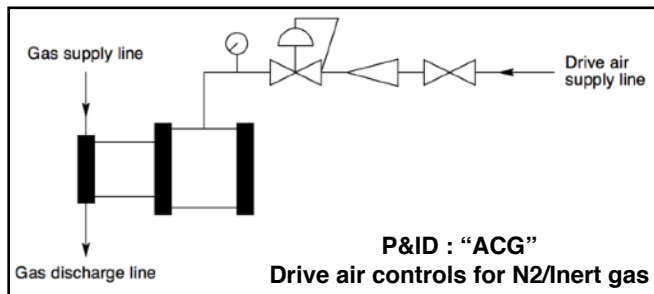 Gas supply line
Drive air
supply line
Gas discharge line
P&ID : “ACG”
Drive air controls for N2/Inert gas